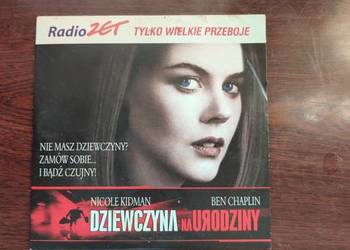 Radio ZET TYLKO WIELKIE PRZEBOJE
NIE MASZ DZIEWCZYNY?
ZAMÓW SOBIE...
I BĄDŹ CZUJNY!
NICOLE KIDMAN BEN CHAPLIN
DZIEWCZYNA NA URODZINY